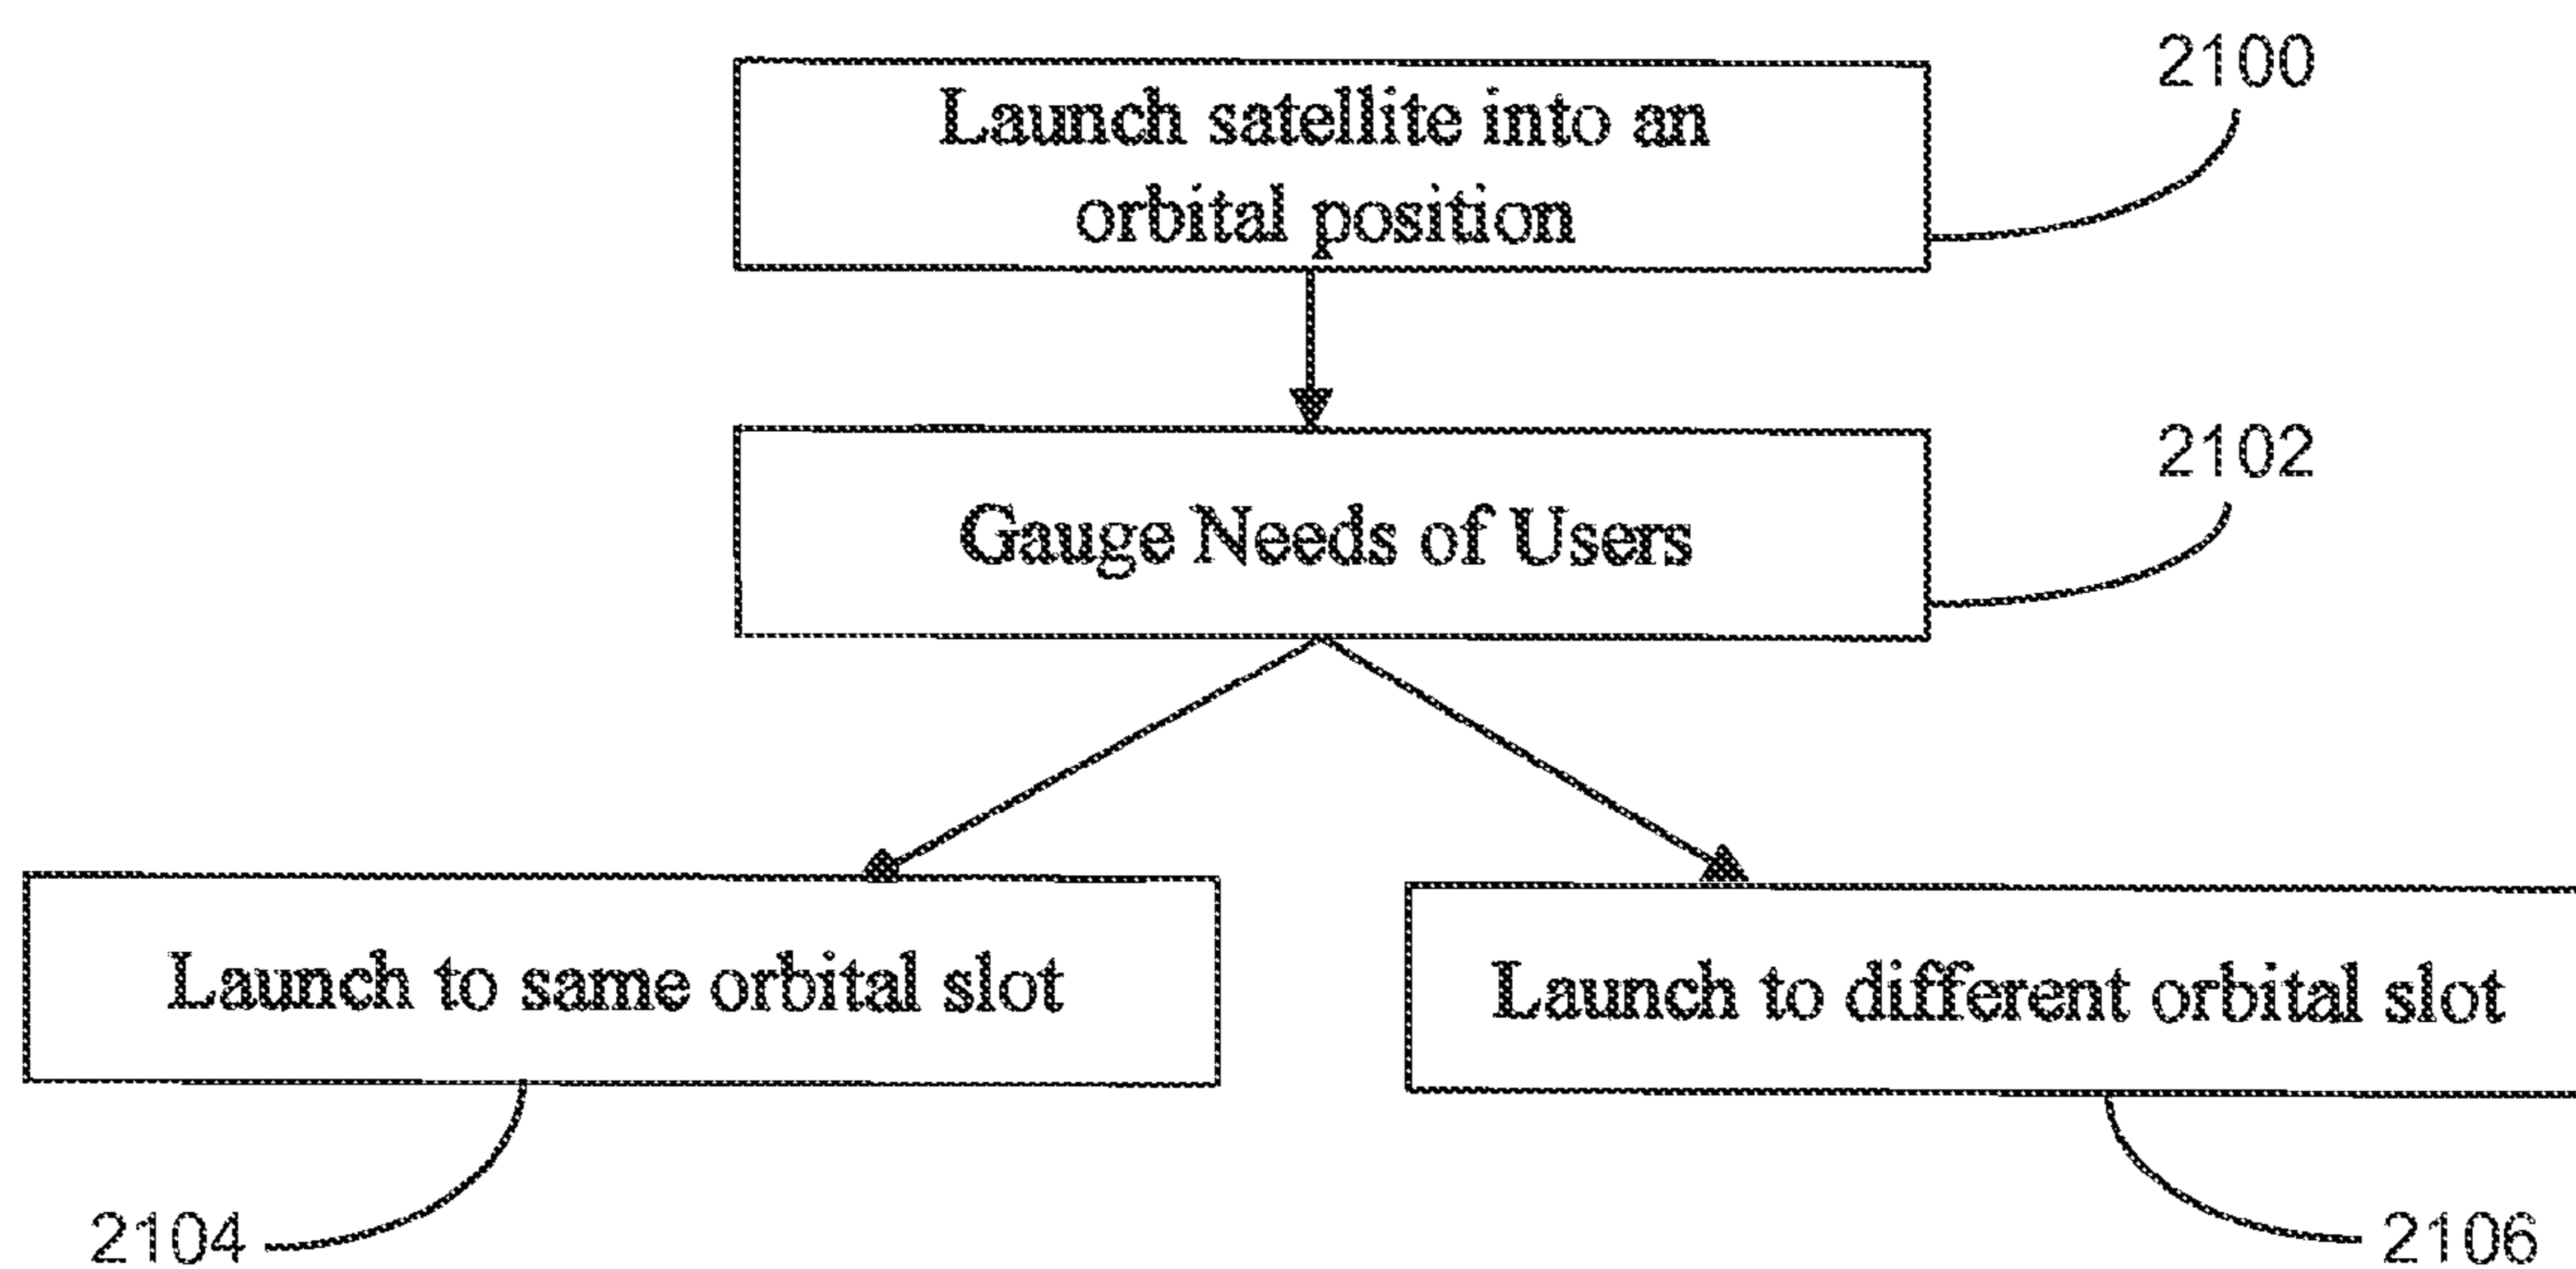 Launch satellite into an
orbital position
2100
Gauge Needs of Users
2102
Launch to same orbital slot
Launch to different orbital slot
2104
2106